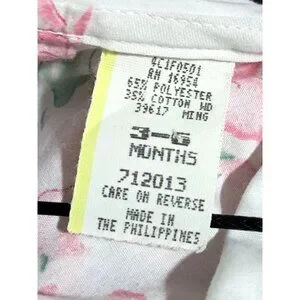 4C1F0501
RN 16954
65% POLYESTER
35% COTTON WD
39617 MING
3-6
MONTHS
712013
CARE ON REVERSE
MADE IN
THE PHILIPPINES